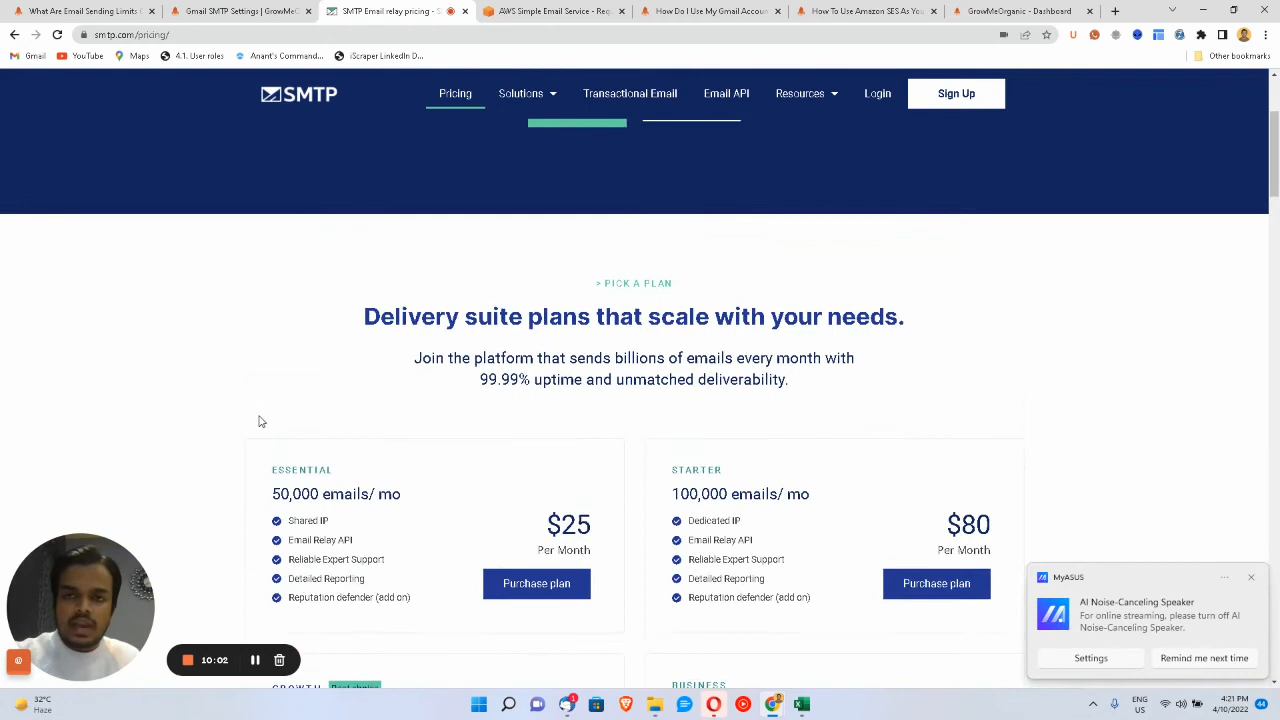 What Are Email Sending Limits
Gmail SMTP Settings GrowMeO
SMTP Email relay pricing - S
AWS Simple Email Service - Req
How Do I Use My Gmail Accoun
How To Use Amazon SES As You
GrowMeOrganic - Dashboard
smtp.com/pricing/
Gmail
YouTube
Maps
4.1. User roles
Anant's Command...
iScraper LinkedIn D...
Other bookmarks
SMTP
Pricing
Solutions
Transactional Email
Email API
Resources
Login
Sign Up
> PICK A PLAN
Delivery suite plans that scale with your needs.
Join the platform that sends billions of emails every month with
99.99% uptime and unmatched deliverability.
ESSENTIAL
50,000 emails/ mo
Shared IP
Email Relay API
Reliable Expert Support
Detailed Reporting
Reputation defender (add on)
$25
Per Month
Purchase plan
STARTER
100,000 emails/ mo
Dedicated IP
Email Relay API
Reliable Expert Support
Detailed Reporting
Reputation defender (add on)
$80
Per Month
Purchase plan
GROWTH
Best choice
BUSINESS
MyASUS
AI Noise-Canceling Speaker
For online streaming, please turn off AI
Noise-Canceling Speaker.
Settings
Remind me next time
10:02
32°C
Haze
ENG
US
4:21 PM
4/10/2022
44